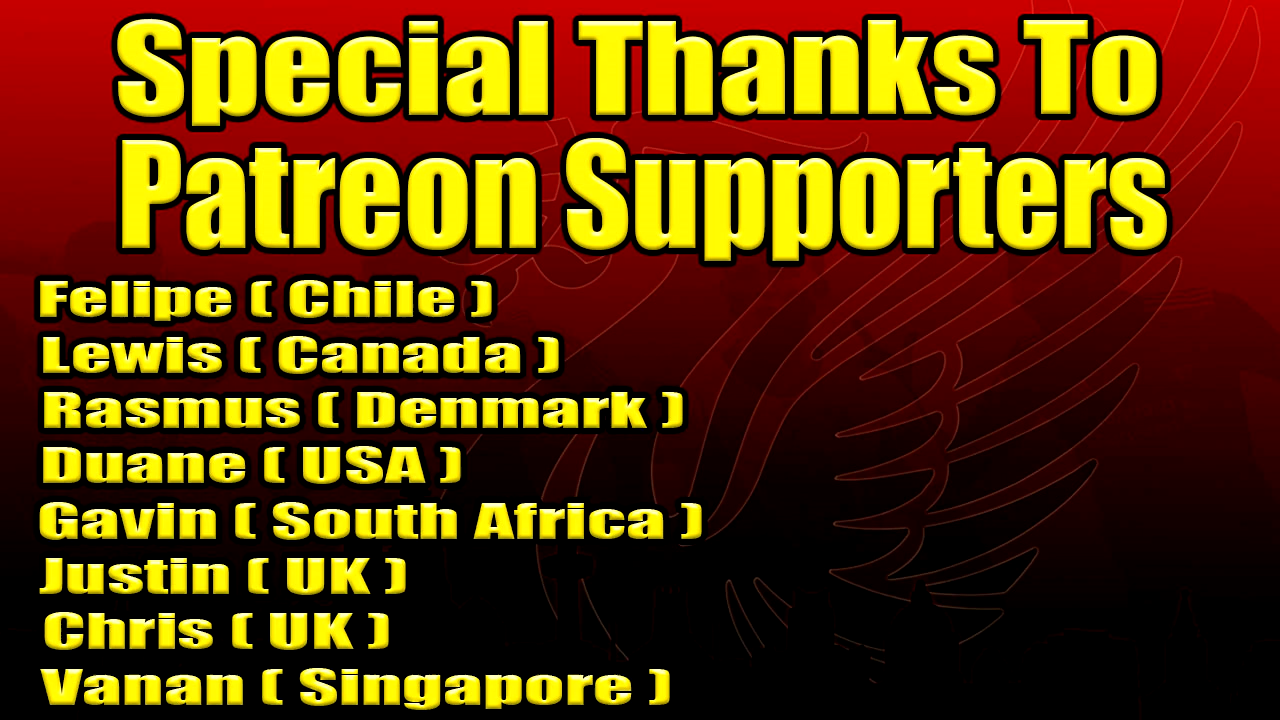 Special Thanks To
Patreon Supporters
Felipe ( Chile )
Lewis ( Canada )
Rasmus ( Denmark )
Duane ( USA )
Gavin ( South Africa )
Justin ( UK )
Chris ( UK )
Vanan ( Singapore )